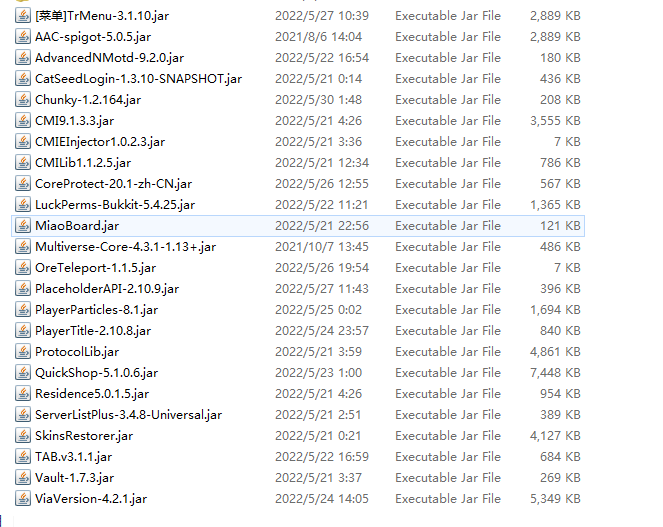 [菜单]TrMenu-3.1.10.jar 2022/5/27 10:39 Executable Jar File 2,889 KB
AAC-spigot-5.0.5.jar 2021/8/6 14:04 Executable Jar File 2,889 KB
AdvancedNMotd-9.2.0.jar 2022/5/22 16:54 Executable Jar File 180 KB
CatSeedLogin-1.3.10-SNAPSHOT.jar 2022/5/21 0:14 Executable Jar File 436 KB
Chunky-1.2.164.jar 2022/5/30 1:48 Executable Jar File 208 KB
CMI9.1.3.3.jar 2022/5/21 4:26 Executable Jar File 3,555 KB
CMIEInjector1.0.2.3.jar 2022/5/21 3:36 Executable Jar File 7 KB
CMILib1.1.2.5.jar 2022/5/21 12:34 Executable Jar File 786 KB
CoreProtect-20.1-zh-CN.jar 2022/5/26 12:55 Executable Jar File 567 KB
LuckPerms-Bukkit-5.4.25.jar 2022/5/22 11:21 Executable Jar File 1,365 KB
MiaoBoard.jar 2022/5/21 22:56 Executable Jar File 121 KB
Multiverse-Core-4.3.1-1.13+.jar 2021/10/7 13:45 Executable Jar File 486 KB
OreTeleport-1.1.5.jar 2022/5/26 19:54 Executable Jar File 7 KB
PlaceholderAPI-2.10.9.jar 2022/5/27 11:43 Executable Jar File 396 KB
PlayerParticles-8.1.jar 2022/5/25 0:02 Executable Jar File 1,694 KB
PlayerTitle-2.10.8.jar 2022/5/24 23:57 Executable Jar File 840 KB
ProtocolLib.jar 2022/5/21 3:59 Executable Jar File 4,861 KB
QuickShop-5.1.0.6.jar 2022/5/23 1:00 Executable Jar File 7,448 KB
Residence5.0.1.5.jar 2022/5/21 4:26 Executable Jar File 954 KB
ServerListPlus-3.4.8-Universal.jar 2022/5/21 2:51 Executable Jar File 389 KB
SkinsRestorer.jar 2022/5/21 0:21 Executable Jar File 4,127 KB
TAB.v3.1.1.jar 2022/5/22 16:59 Executable Jar File 684 KB
Vault-1.7.3.jar 2022/5/21 3:37 Executable Jar File 269 KB
ViaVersion-4.2.1.jar 2022/5/24 14:05 Executable Jar File 5,349 KB